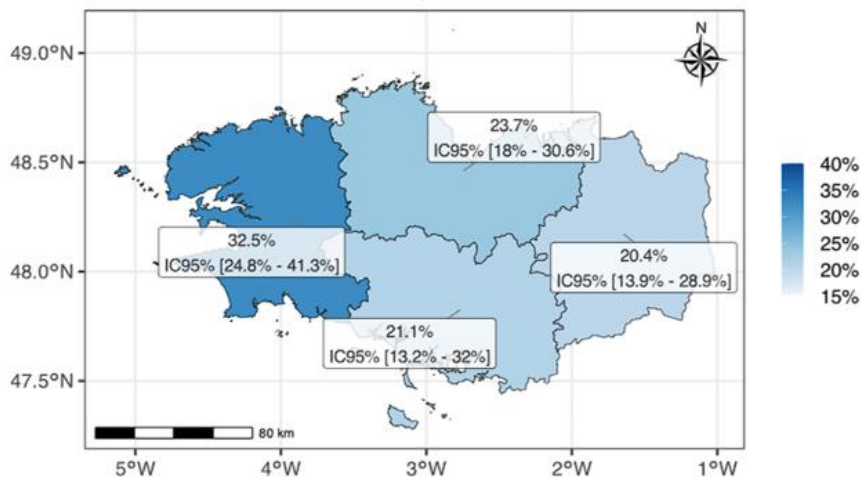 N
49.0°N
48.5°N
48.0°N
47.5°N
23.7%
IC95% [18% - 30.6%]
32.5%
IC95% [24.8% - 41.3%]
20.4%
IC95% [13.9% - 28.9%]
21.1%
IC95% [13.2% - 32%]
40%
35%
30%
25%
20%
15%
80 km
5°W
4°W
3°W
2°W
1°W